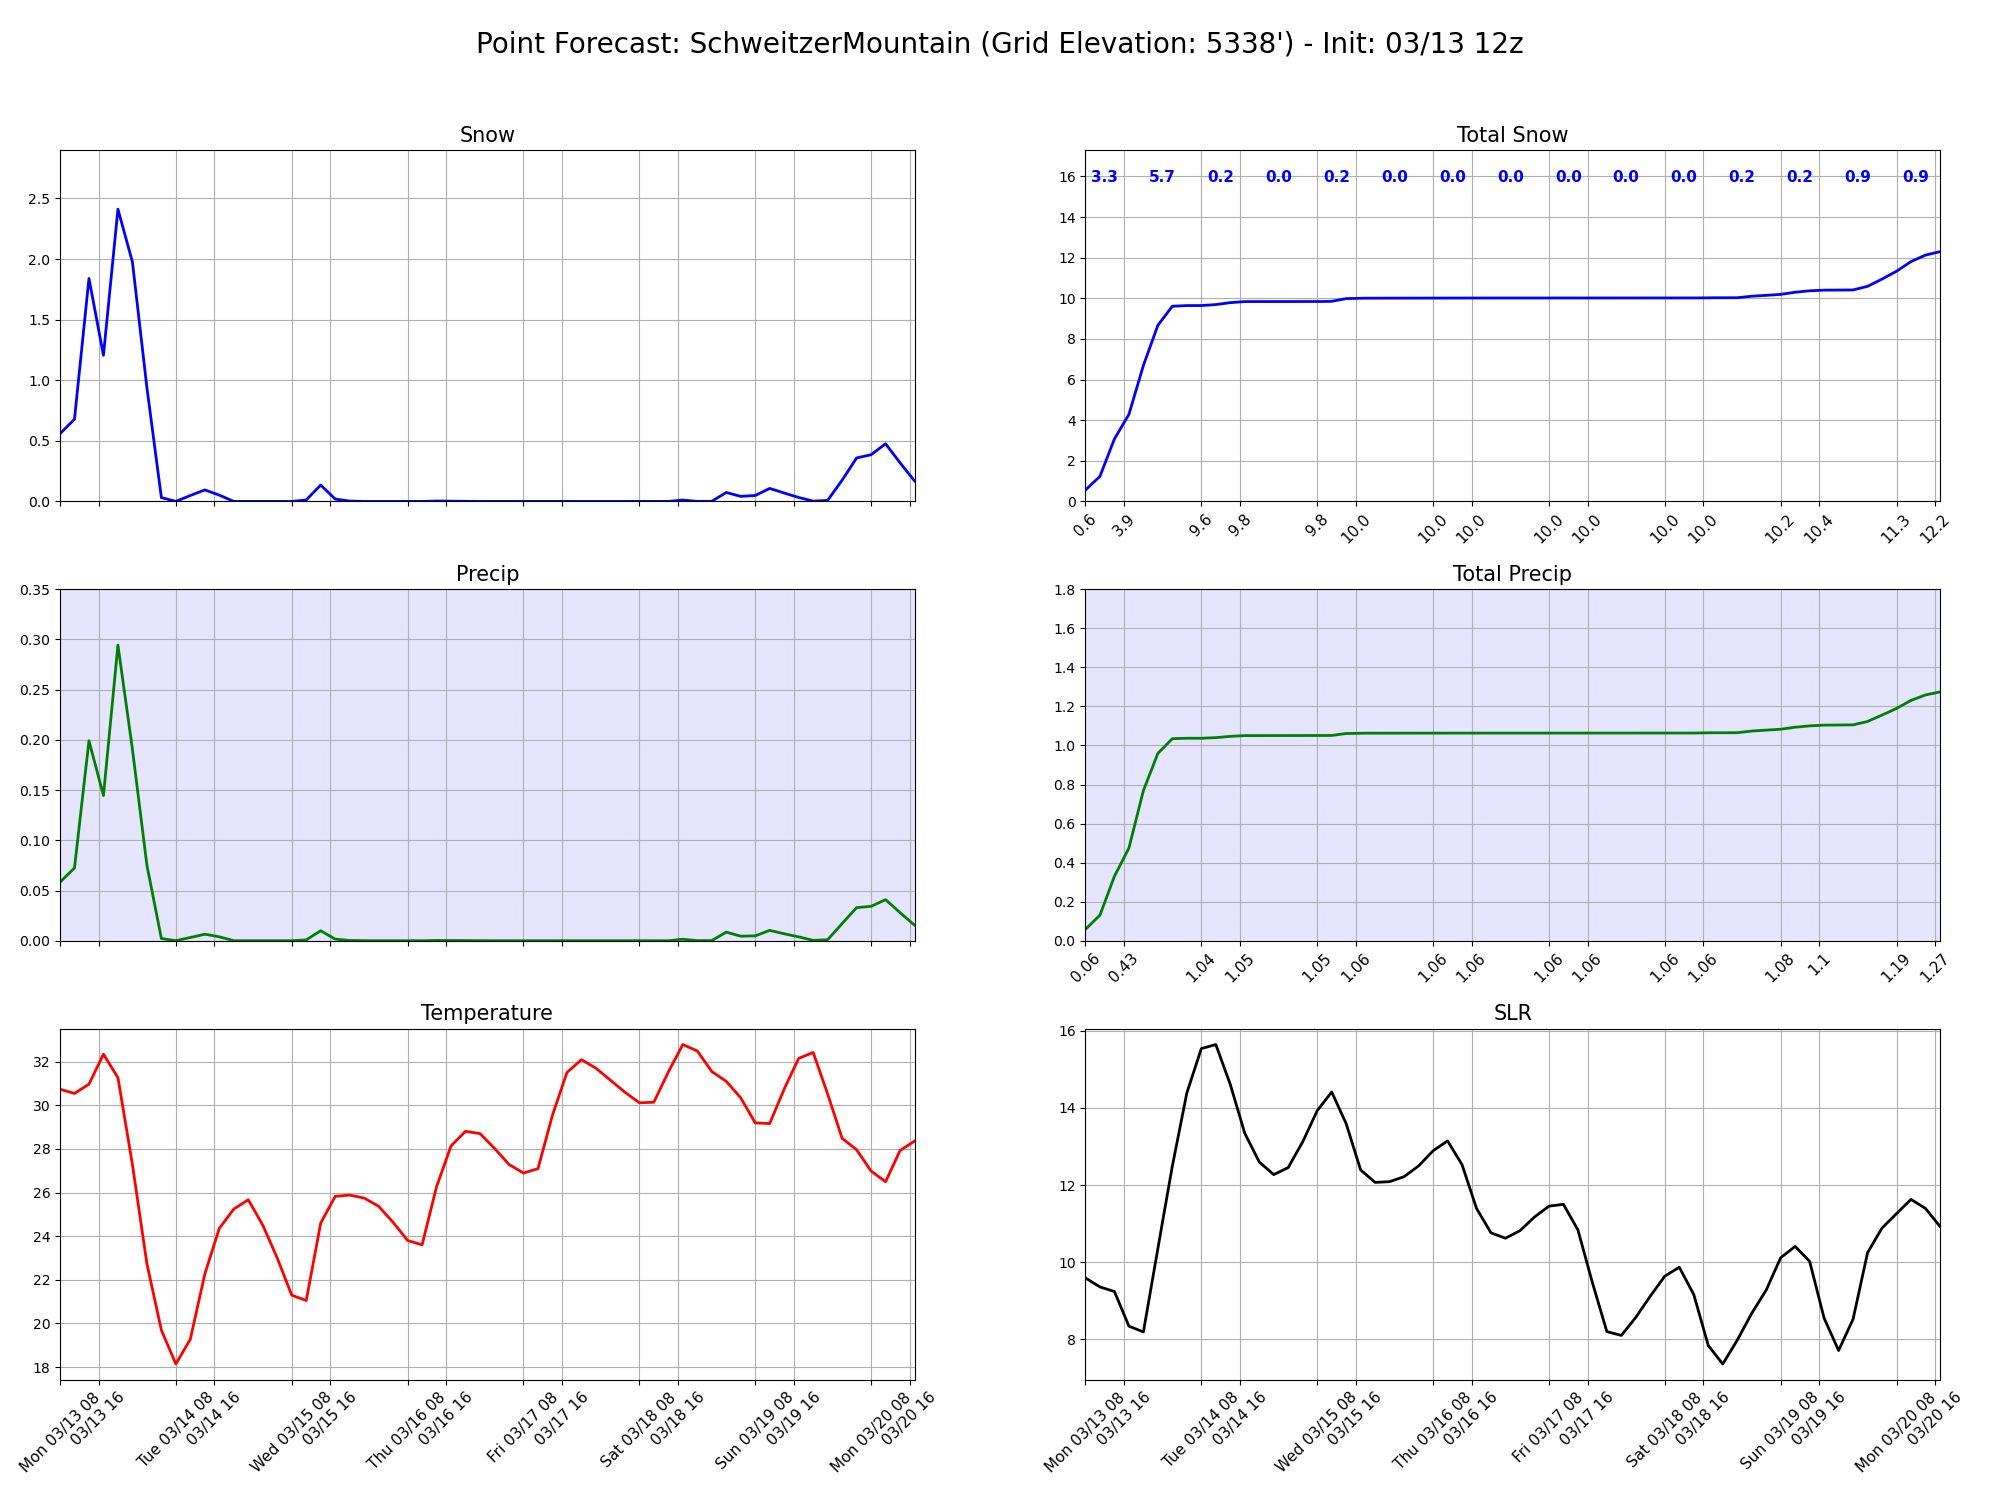 Point Forecast: SchweitzerMountain (Grid Elevation: 5338') - Init: 03/13 12z
Snow
2.5
2.0
1.5
1.0
0.5
0.0
Total Snow
3.3 5.7 0.2 0.0 0.2 0.0 0.0 0.0 0.0 0.0 0.0 0.2 0.2 0.9 0.9
16
14
12
10
8
6
4
2
0
0.6 3.9 9.6 9.8 9.8 10.0 10.0 10.0 10.0 10.0 10.0 10.0 10.2 10.4 11.3 12.2
Precip
0.35
0.30
0.25
0.20
0.15
0.10
0.05
0.00
Total Precip
1.8
1.6
1.4
1.2
1.0
0.8
0.6
0.4
0.2
0.0
0.06 0.43 1.04 1.05 1.05 1.06 1.06 1.06 1.06 1.06 1.06 1.06 1.08 1.1 1.19 1.27
Temperature
32
30
28
26
24
22
20
18
Mon 03/13 08
03/13 16
Tue 03/14 08
03/14 16
Wed 03/15 08
03/15 16
Thu 03/16 08
03/16 16
Fri 03/17 08
03/17 16
Sat 03/18 08
03/18 16
Sun 03/19 08
03/19 16
Mon 03/20 08
03/20 16
SLR
16
14
12
10
8
Mon 03/13 08
03/13 16
Tue 03/14 08
03/14 16
Wed 03/15 08
03/15 16
Thu 03/16 08
03/16 16
Fri 03/17 08
03/17 16
Sat 03/18 08
03/18 16
Sun 03/19 08
03/19 16
Mon 03/20 08
03/20 16